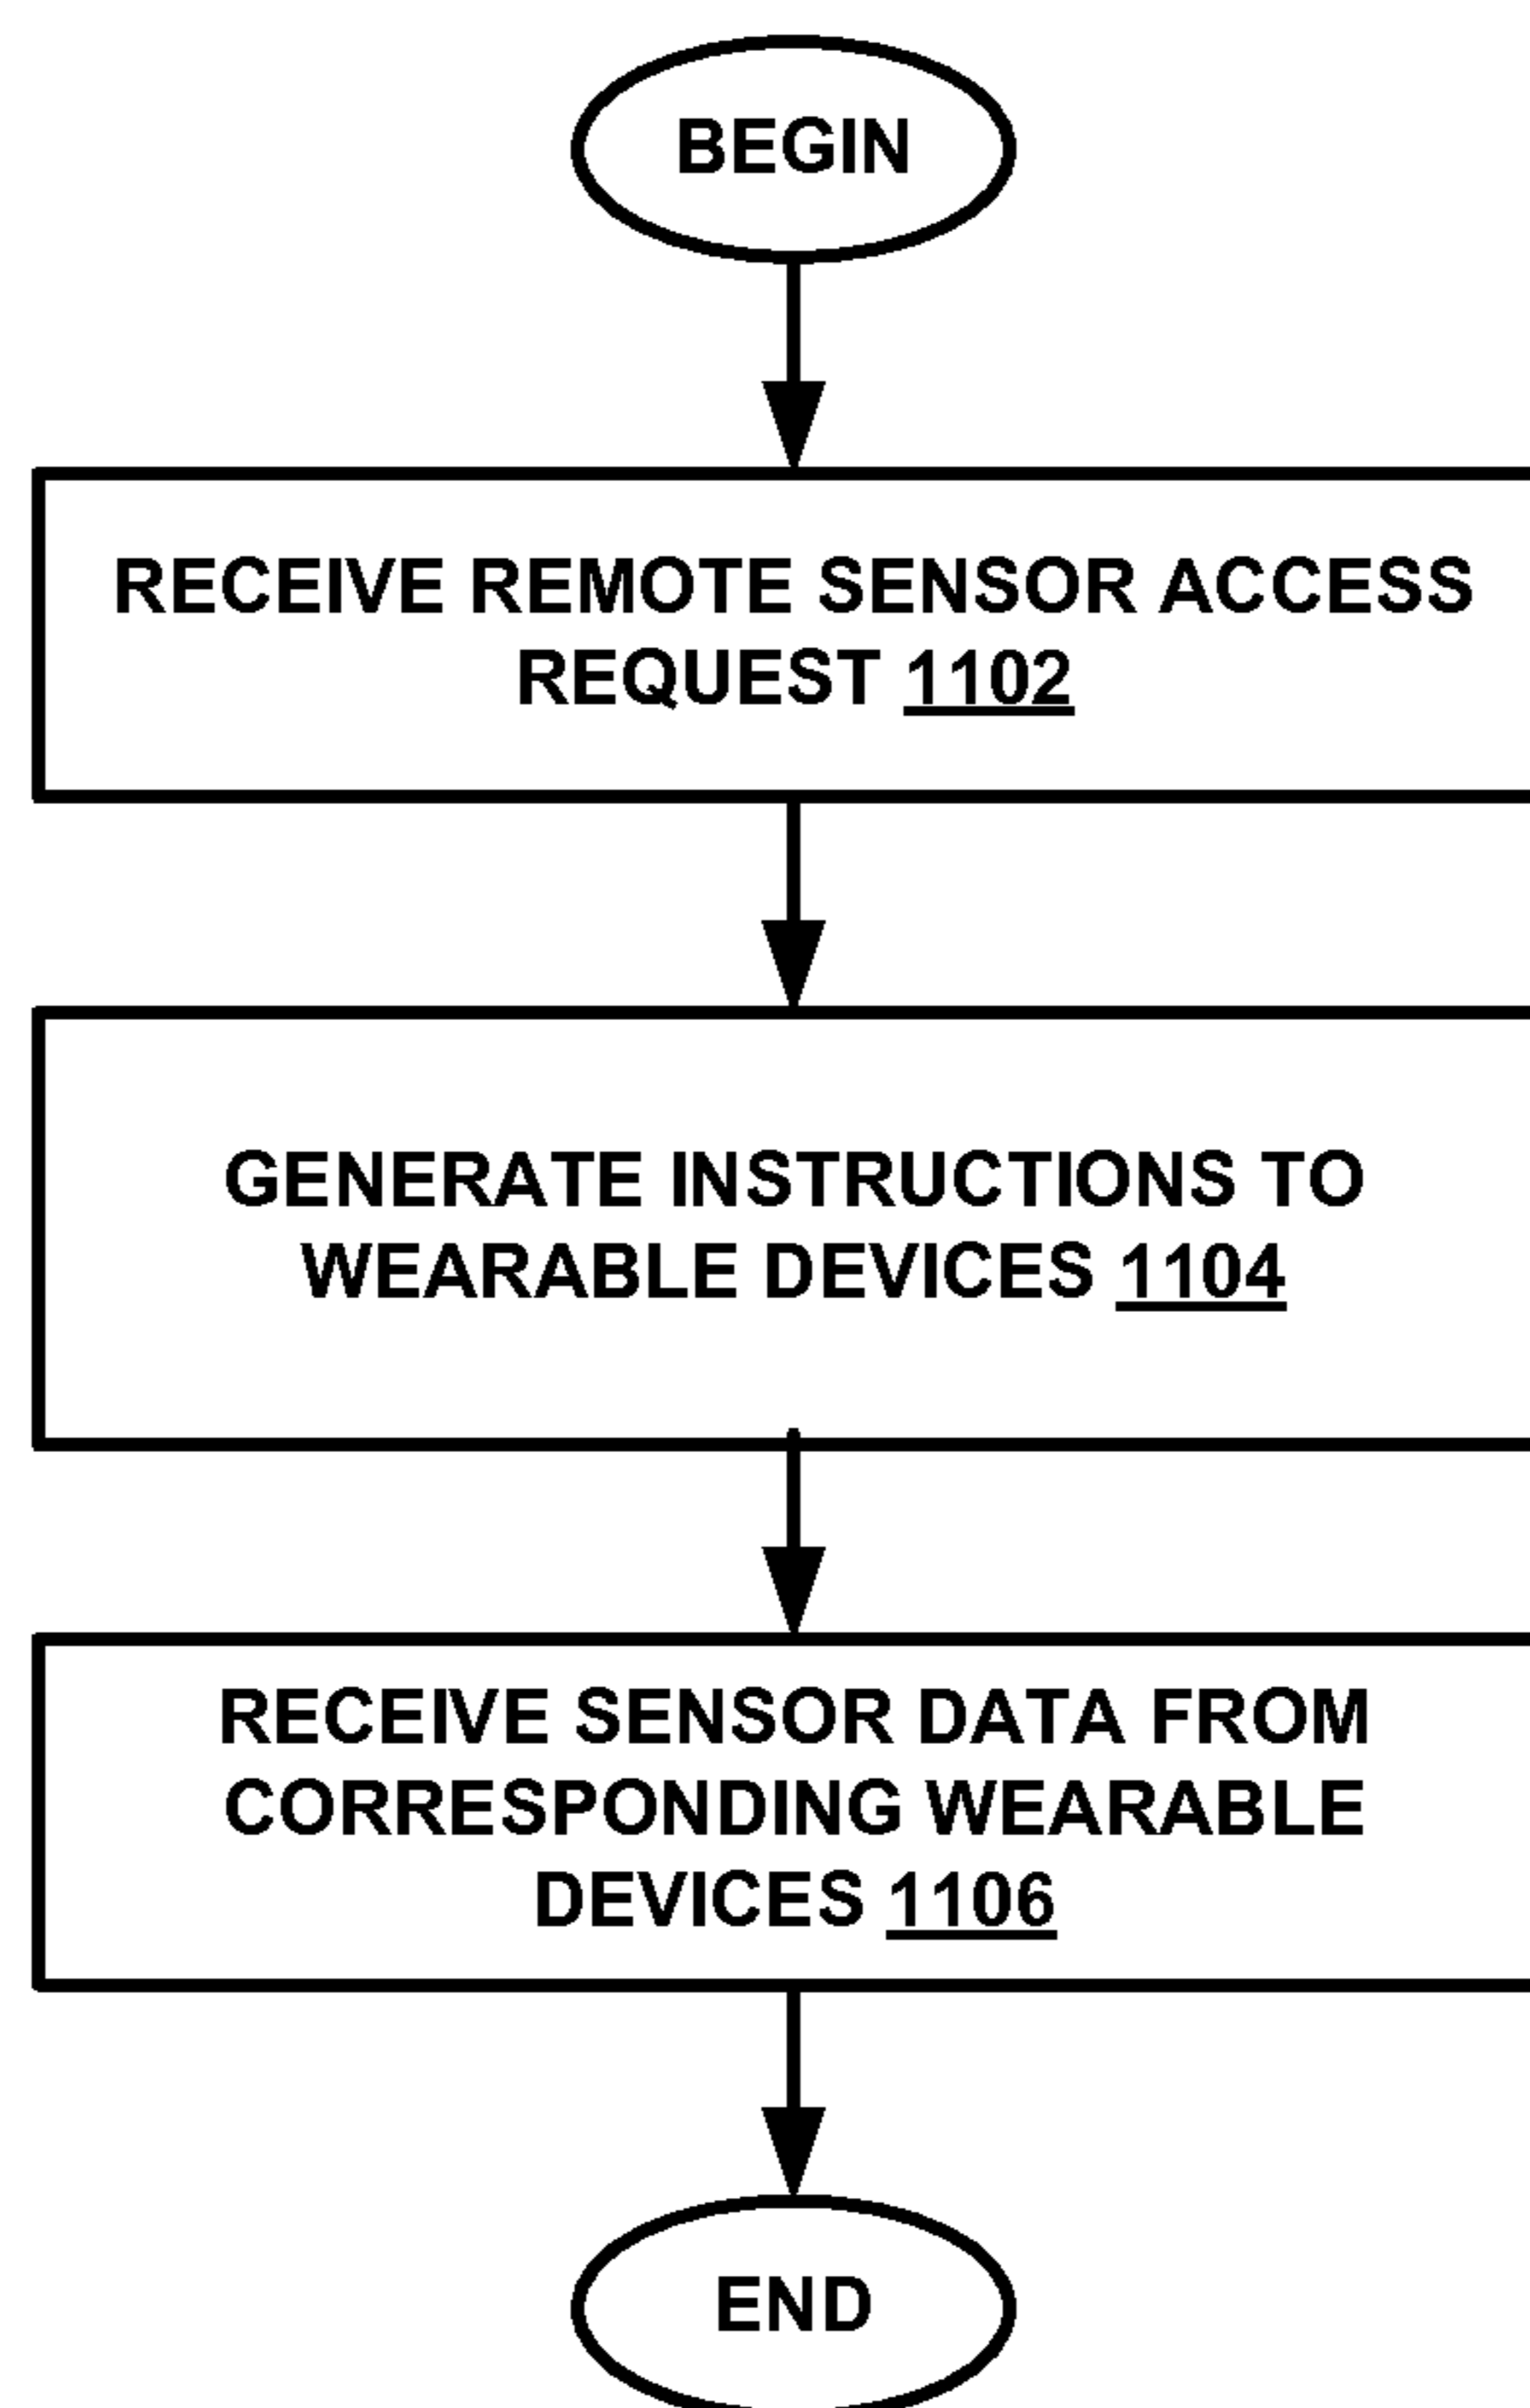 BEGIN
RECEIVE REMOTE SENSOR ACCESS
REQUEST 1102
GENERATE INSTRUCTIONS TO
WEARABLE DEVICES 1104
RECEIVE SENSOR DATA FROM
CORRESPONDING WEARABLE
DEVICES 1106
END